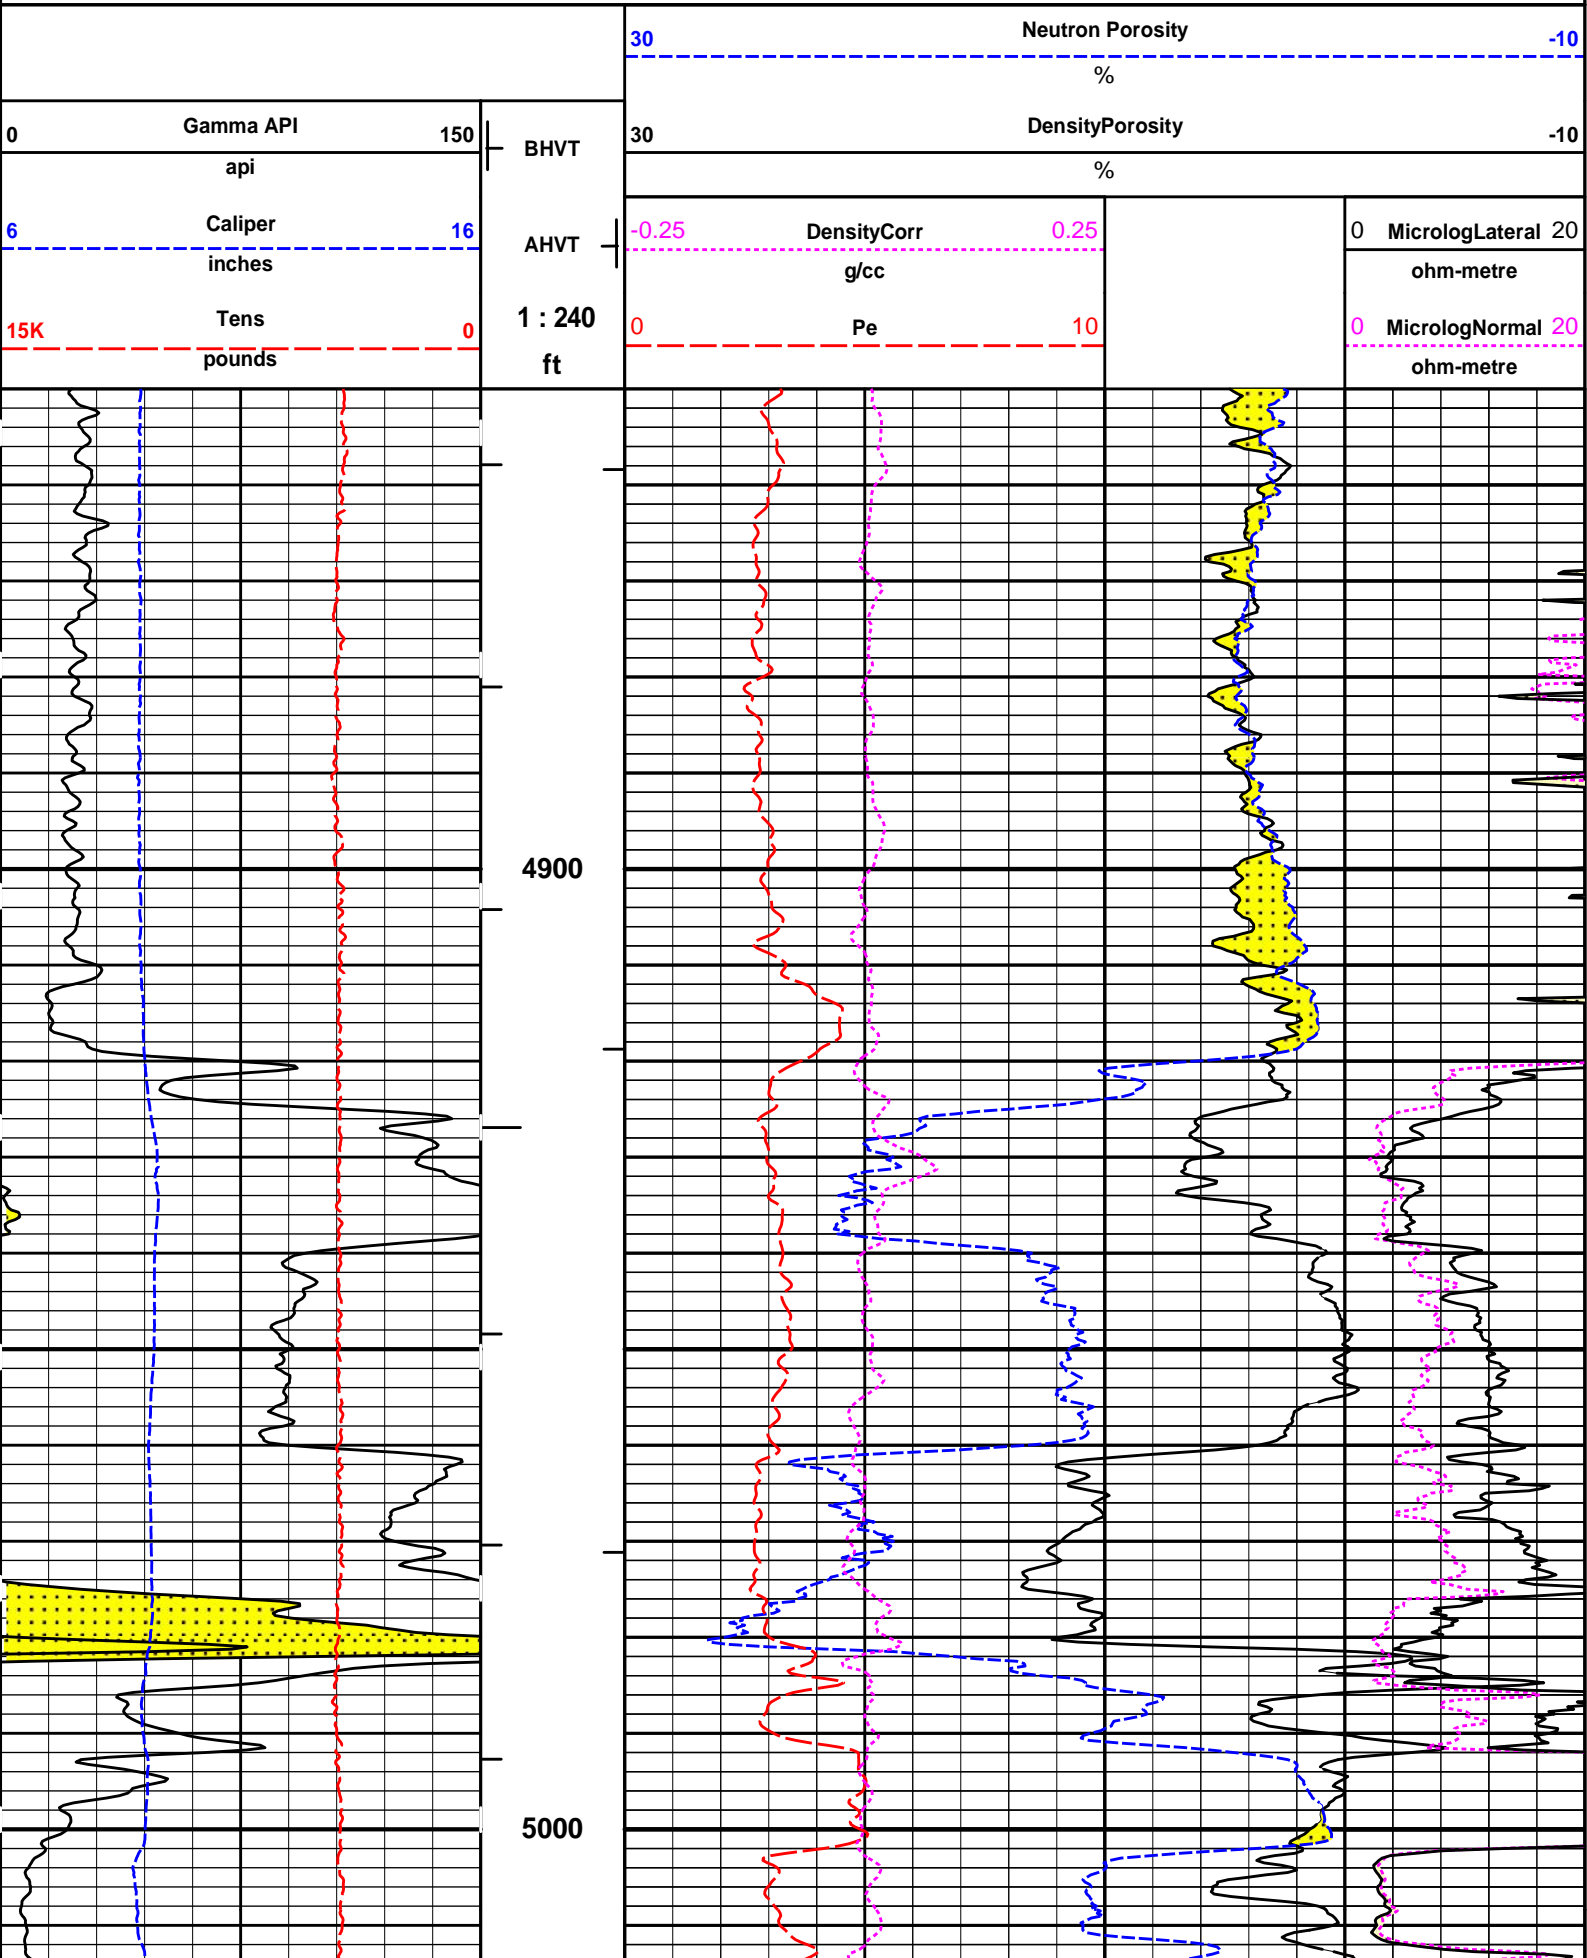 Neutron Porosity
30 -10
%
Gamma API
0 150
api
BHVT
DensityPorosity
30 -10
%
Caliper
6 16
inches
AHVT
-0.25 DensityCorr 0.25
g/cc
0 MicrologLateral 20
ohm-metre
Tens
15K 0
pounds
1 : 240
ft
0 Pe 10
0 MicrologNormal 20
ohm-metre
4900
5000